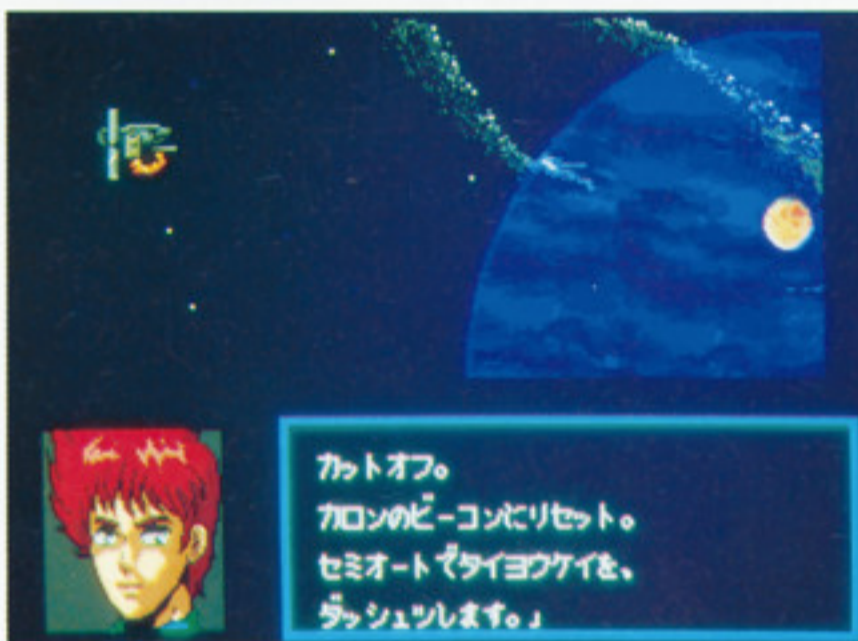 カットオフ。
カロンのビーコンにリセット。
セミオートでタイヨウケイを、
ダッシュツします。」